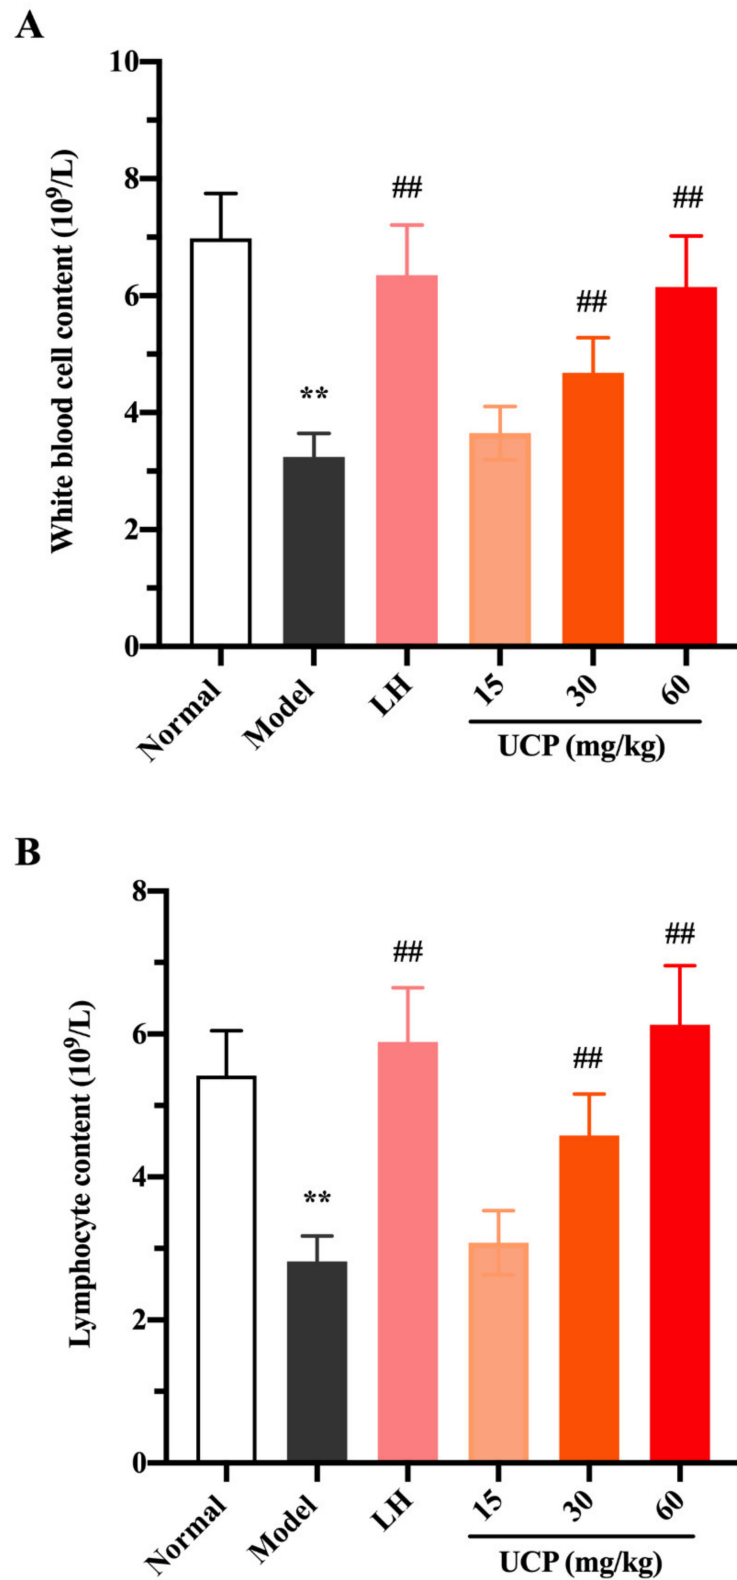 A
White blood cell content (10⁹/L)
10
8
6
4
2
0
##
##
##
**
Normal
Model
LH
15
30
60
UCP (mg/kg)
B
Lymphocyte content (10⁹/L)
8
6
4
2
0
##
##
##
**
Normal
Model
LH
15
30
60
UCP (mg/kg)